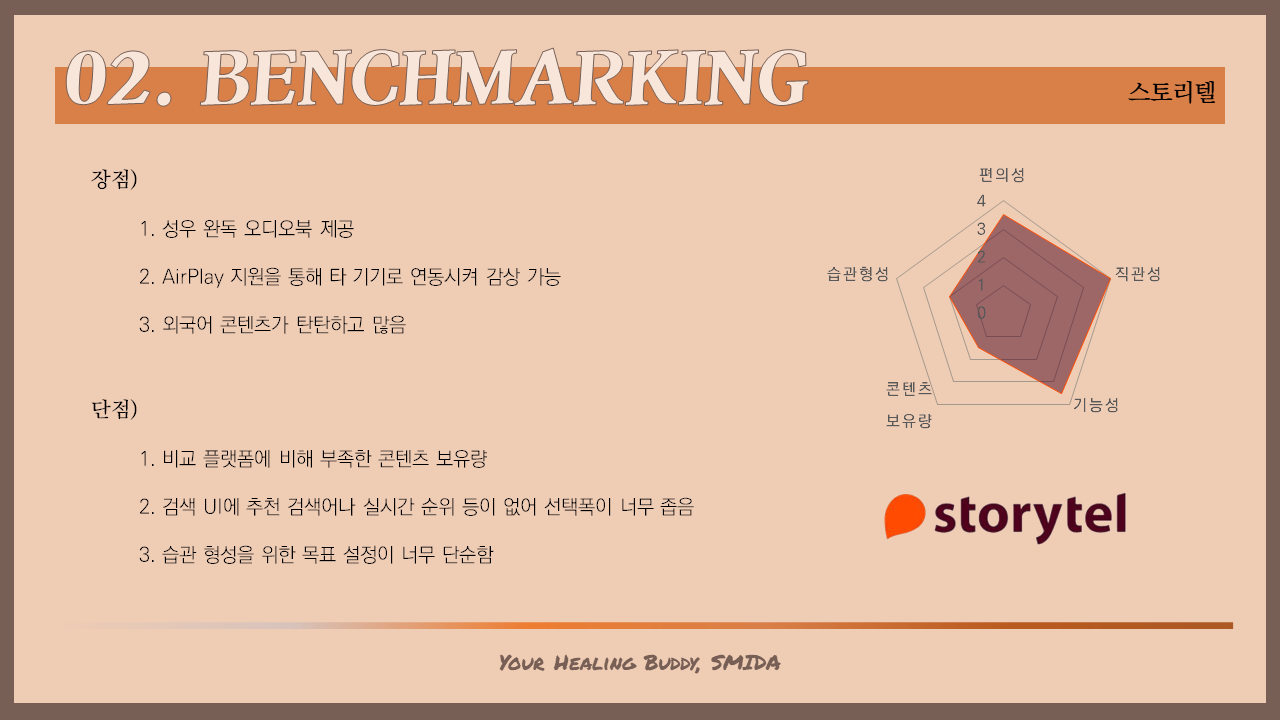 02. BENCHMARKING
스토리텔
장점)
1. 성우 완독 오디오북 제공
2. AirPlay 지원을 통해 타 기기로 연동시켜 감상 가능
3. 외국어 콘텐츠가 탄탄하고 많음
단점)
1. 비교 플랫폼에 비해 부족한 콘텐츠 보유량
2. 검색 UI에 추천 검색어나 실시간 순위 등이 없어 선택폭이 너무 좁음
3. 습관 형성을 위한 목표 설정이 너무 단순함
편의성
4
3
2
1
0
습관형성
직관성
콘텐츠
보유량
기능성
storytel
Your Healing Buddy, SMIDA